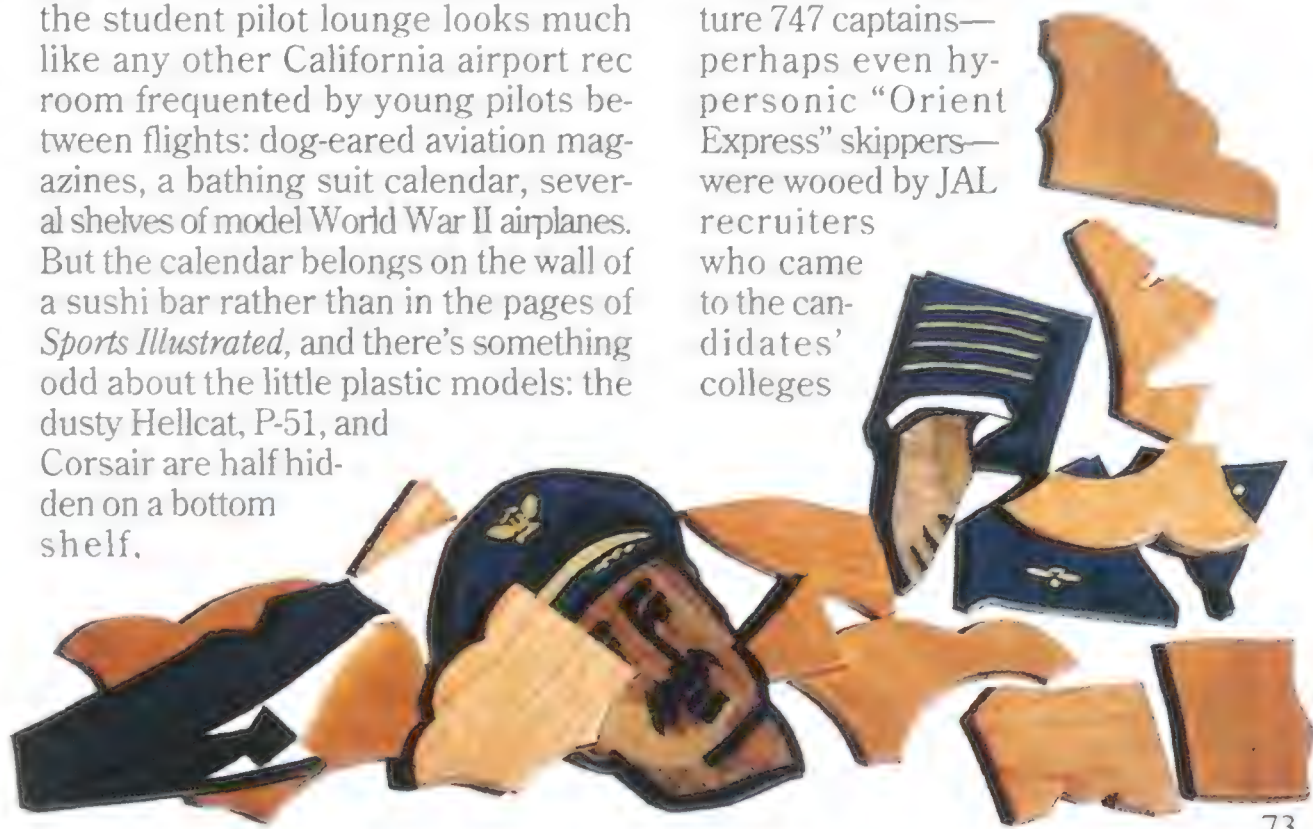 the student pilot lounge looks much
like any other California airport rec
room frequented by young pilots be-
tween flights: dog-eared aviation mag-
azines, a bathing suit calendar, sever-
al shelves of model World War II airplanes.
But the calendar belongs on the wall of
a sushi bar rather than in the pages of
Sports Illustrated, and there's something
odd about the little plastic models: the
dusty Hellcat, P-51, and
Corsair are half hid-
den on a bottom
shelf.
ture 747 captains—
perhaps even hy-
personic "Orient
Express" skippers—
were wooed by JAL
recruiters
who came
to the can-
didates'
colleges
73